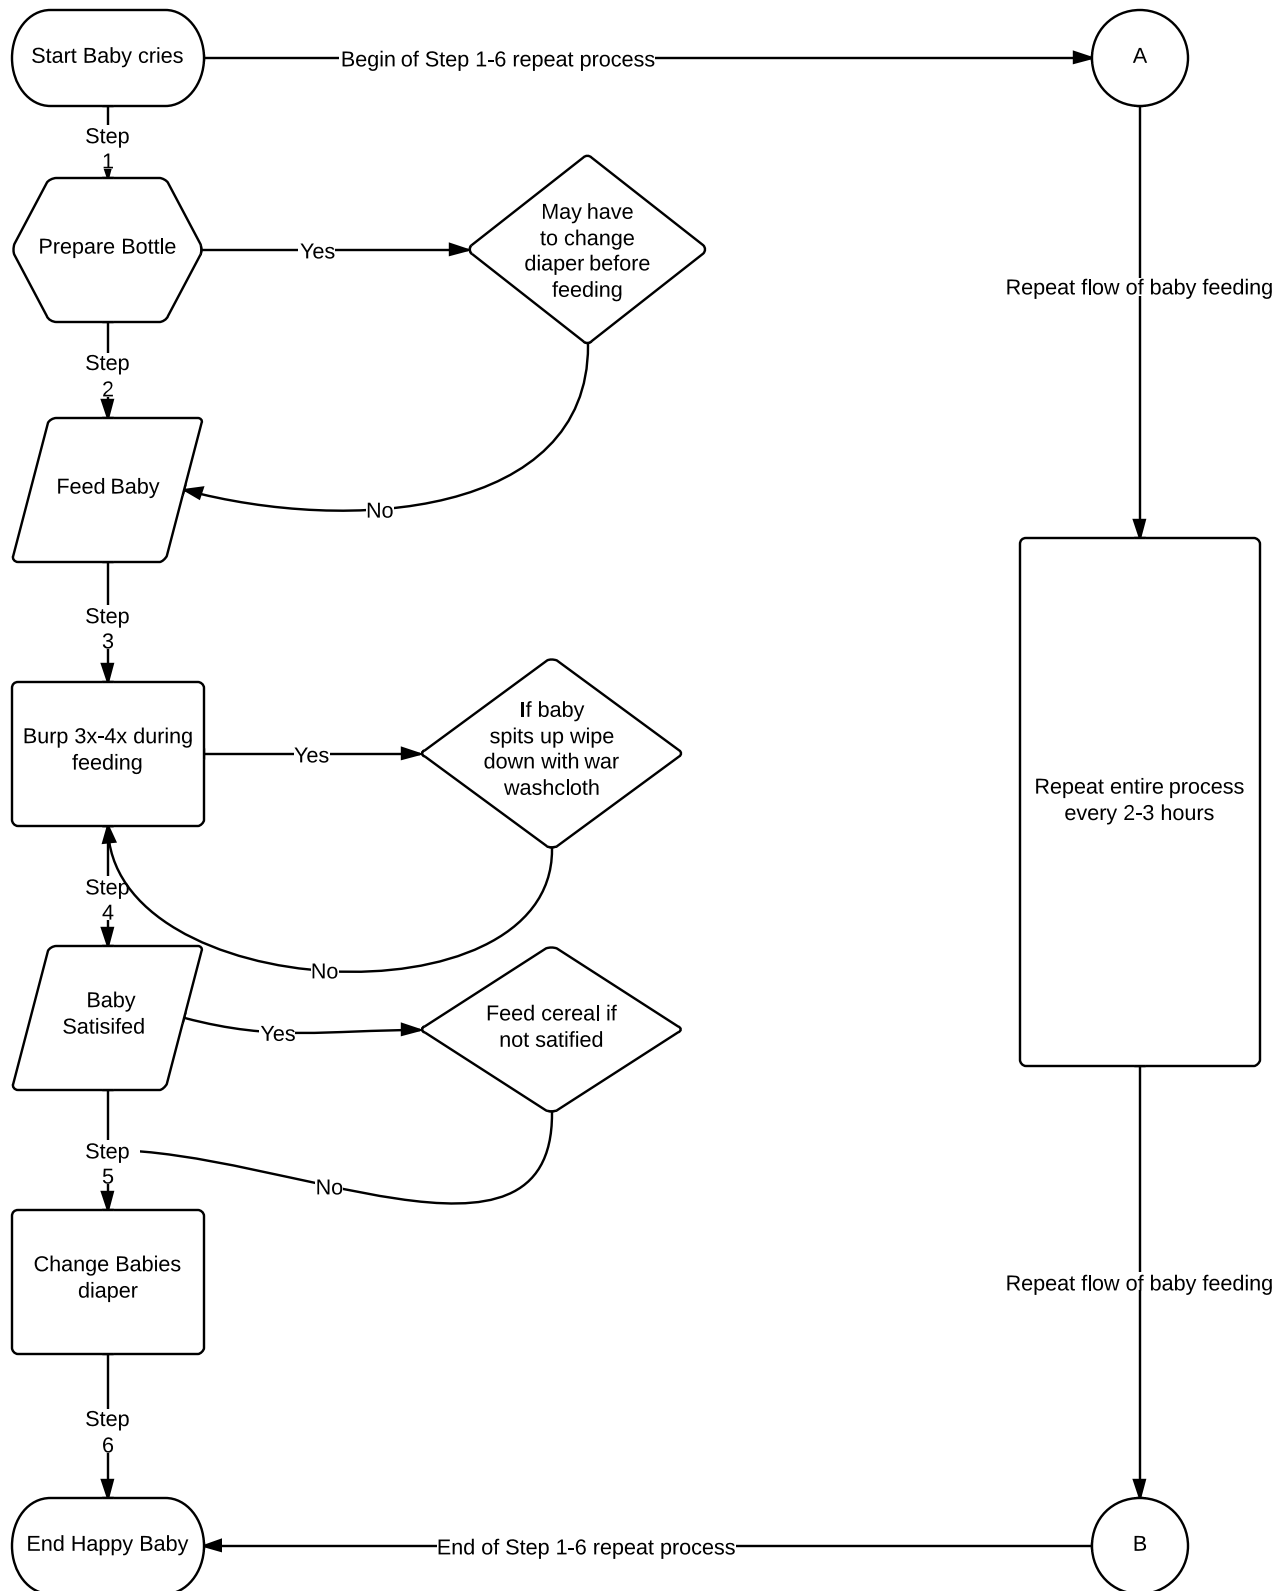 Start Baby cries
Begin of Step 1-6 repeat process
A
Step
1
Prepare Bottle
Yes
May have
to change
diaper before
feeding
Repeat flow of baby feeding
Step
2
Feed Baby
No
Step
3
Burp 3x-4x during
feeding
Yes
If baby
spits up wipe
down with war
washcloth
Repeat entire process
every 2-3 hours
Step
4
No
Baby
Satisifed
Yes
Feed cereal if
not satified
Step
5
No
Change Babies
diaper
Repeat flow of baby feeding
Step
6
End Happy Baby
End of Step 1-6 repeat process
B